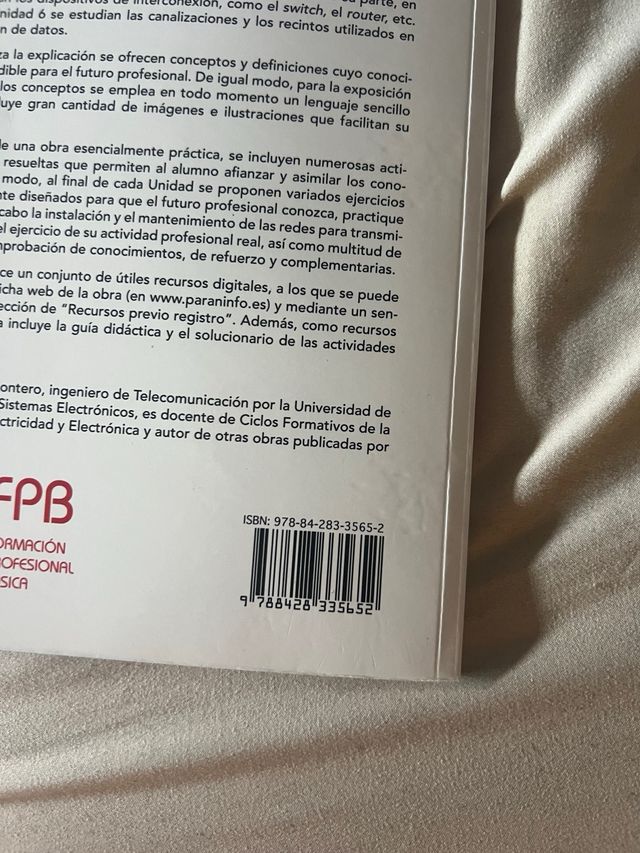 los dispositivos de interconexión, como el switch, el router, etc.
nidad 6 se estudian las canalizaciones y los recintos utilizados en
n de datos.
za la explicación se ofrecen conceptos y definiciones cuyo conoci-
dible para el futuro profesional. De igual modo, para la exposición
los conceptos se emplea en todo momento un lenguaje sencillo
luye gran cantidad de imágenes e ilustraciones que facilitan su
de una obra esencialmente práctica, se incluyen numerosas acti-
resueltas que permiten al alumno afianzar y asimilar los cono-
modo, al final de cada Unidad se proponen variados ejercicios
nte diseñados para que el futuro profesional conozca, practique
cabo la instalación y el mantenimiento de las redes para transmi-
el ejercicio de su actividad profesional real, así como multitud de
mprobación de conocimientos, de refuerzo y complementarias.
ce un conjunto de útiles recursos digitales, a los que se puede
icha web de la obra (en www.paraninfo.es) y mediante un sen-
ección de “Recursos previo registro”. Además, como recursos
a incluye la guía didáctica y el solucionario de las actividades
ontero, ingeniero de Telecomunicación por la Universidad de
Sistemas Electrónicos, es docente de Ciclos Formativos de la
ctricidad y Electrónica y autor de otras obras publicadas por
FPB
ORMACIÓN
ROFESIONAL
SICA
ISBN: 978-84-283-3565-2
9 788428 335652